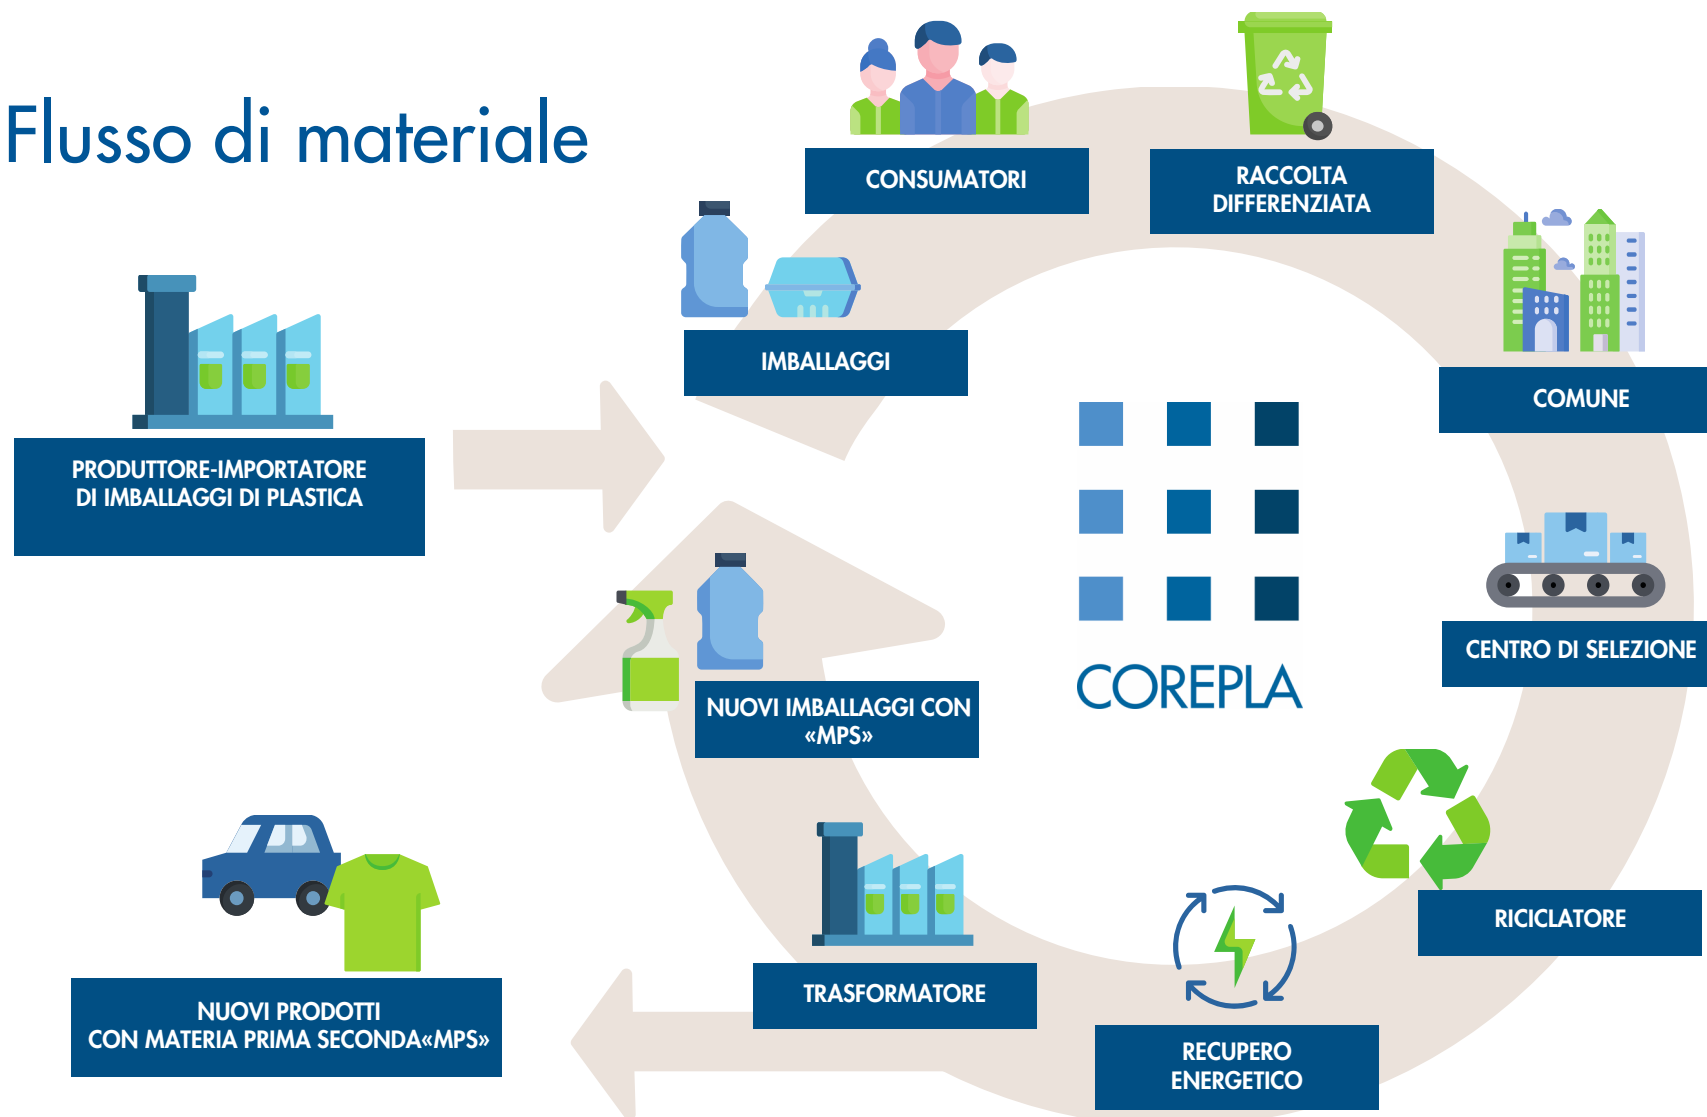 Flusso di materiale
CONSUMATORI
RACCOLTA
DIFFERENZIATA
IMBALLAGGI
COMUNE
PRODUTTORE-IMPORTATORE
DI IMBALLAGGI DI PLASTICA
CENTRO DI SELEZIONE
COREPLA
NUOVI IMBALLAGGI CON
«MPS»
RICICLATORE
TRASFORMATORE
NUOVI PRODOTTI
CON MATERIA PRIMA SECONDA«MPS»
RECUPERO
ENERGETICO